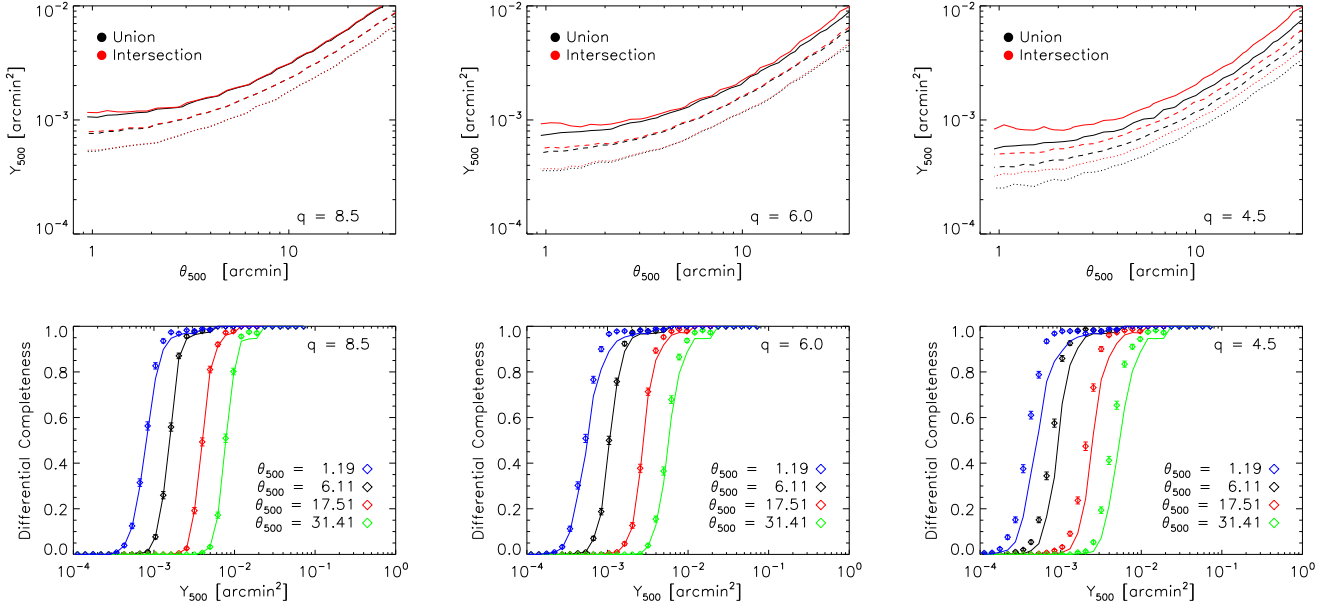 10⁻²
10⁻³
10⁻⁴
Y₅₀₀ [arcmin²]
Union
Intersection
q = 8.5
1 10
θ₅₀₀ [arcmin]
10⁻²
10⁻³
10⁻⁴
Y₅₀₀ [arcmin²]
Union
Intersection
q = 6.0
1 10
θ₅₀₀ [arcmin]
10⁻²
10⁻³
10⁻⁴
Y₅₀₀ [arcmin²]
Union
Intersection
q = 4.5
1 10
θ₅₀₀ [arcmin]
1.0
0.8
0.6
0.4
0.2
0.0
Differential Completeness
q = 8.5
θ₅₀₀ = 1.19
θ₅₀₀ = 6.11
θ₅₀₀ = 17.51
θ₅₀₀ = 31.41
10⁻⁴ 10⁻³ 10⁻² 10⁻¹ 10⁰
Y₅₀₀ [arcmin²]
1.0
0.8
0.6
0.4
0.2
0.0
Differential Completeness
q = 6.0
θ₅₀₀ = 1.19
θ₅₀₀ = 6.11
θ₅₀₀ = 17.51
θ₅₀₀ = 31.41
10⁻⁴ 10⁻³ 10⁻² 10⁻¹ 10⁰
Y₅₀₀ [arcmin²]
1.0
0.8
0.6
0.4
0.2
0.0
Differential Completeness
q = 4.5
θ₅₀₀ = 1.19
θ₅₀₀ = 6.11
θ₅₀₀ = 17.51
θ₅₀₀ = 31.41
10⁻⁴ 10⁻³ 10⁻² 10⁻¹ 10⁰
Y₅₀₀ [arcmin²]